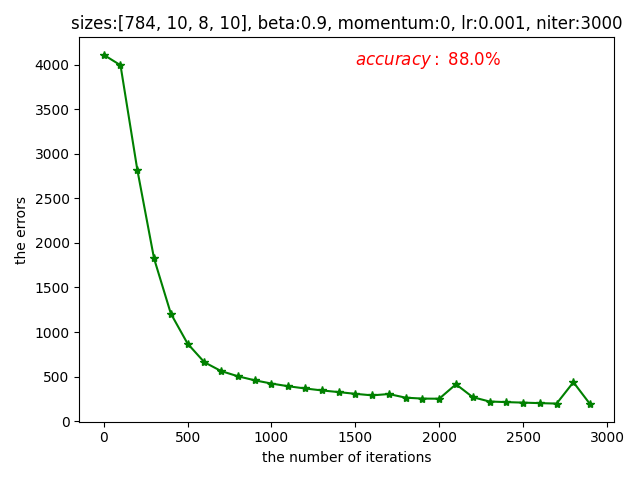 sizes:[784, 10, 8, 10], beta:0.9, momentum:0, lr:0.001, niter:3000
accuracy: 88.0%
4000
3500
3000
2500
2000
1500
1000
500
0
the errors
0 500 1000 1500 2000 2500 3000
the number of iterations